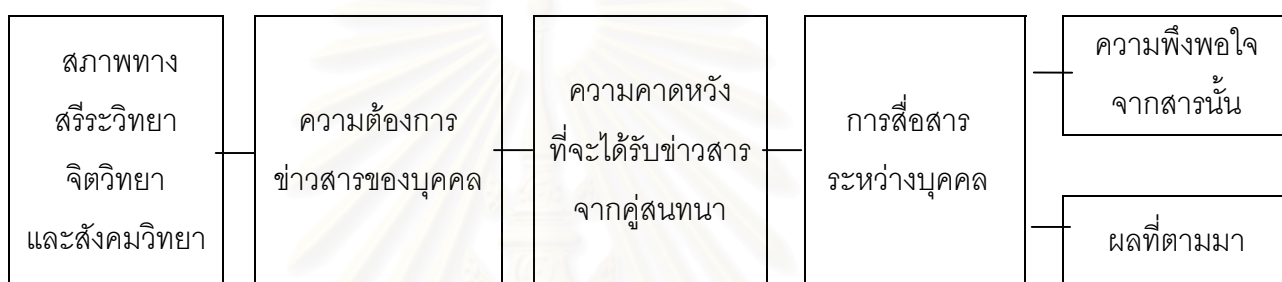 สภาพทาง
สรีระวิทยา
จิตวิทยา
และสังคมวิทยา
ความต้องการ
ข่าวสารของบุคคล
ความคาดหวัง
ที่จะได้รับข่าวสาร
จากคู่สนทนา
การสื่อสาร
ระหว่างบุคคล
ความพึงพอใจ
จากสารนั้น
ผลที่ตามมา